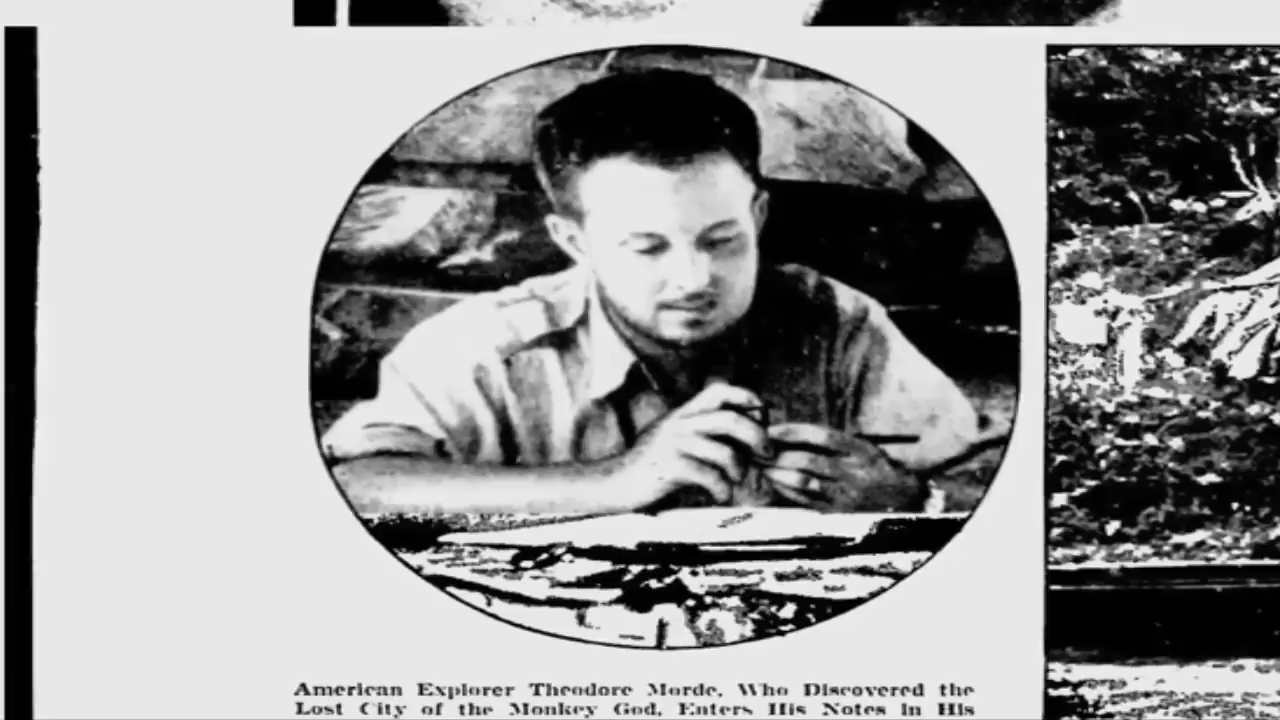 American Explorer Theodore Morde, Who Discovered the
Lost City of the Monkey God, Enters His Notes in His